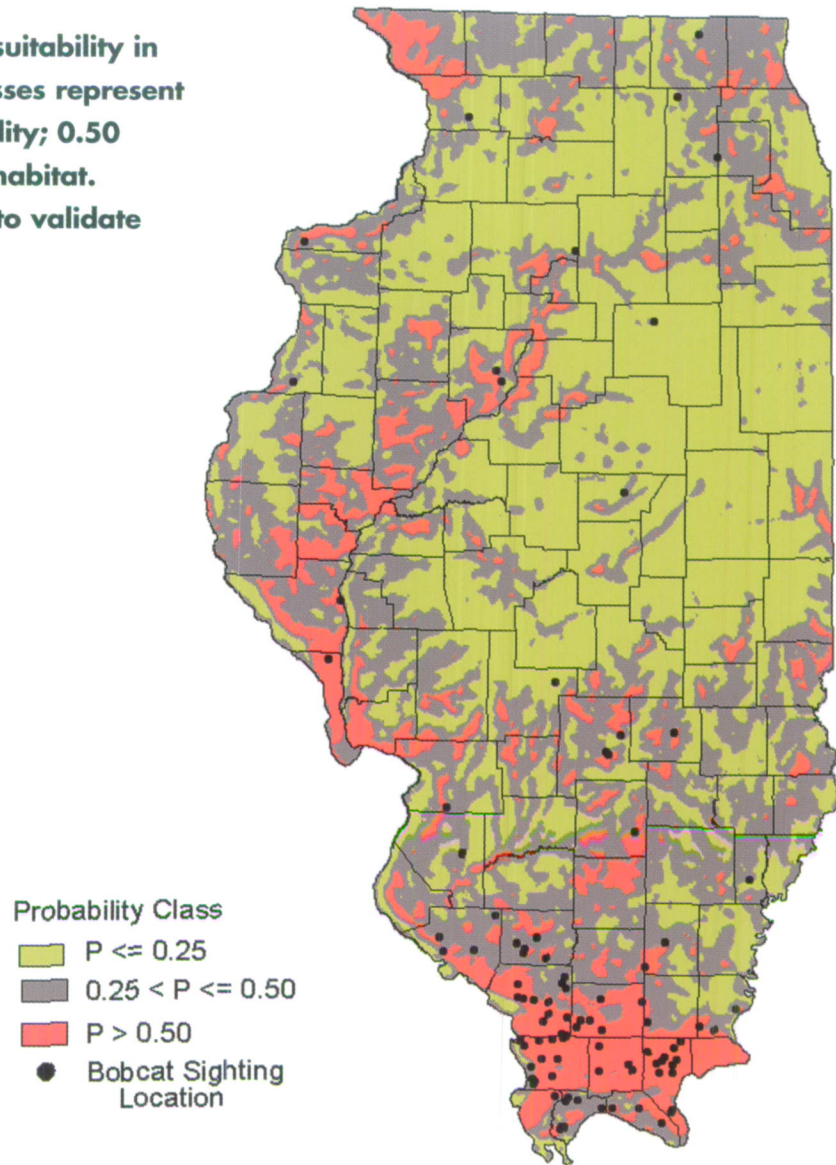 suitability in
sses represent
ility; 0.50
habitat.
to validate
Probability Class
P <= 0.25
0.25 < P <= 0.50
P > 0.50
Bobcat Sighting
Location